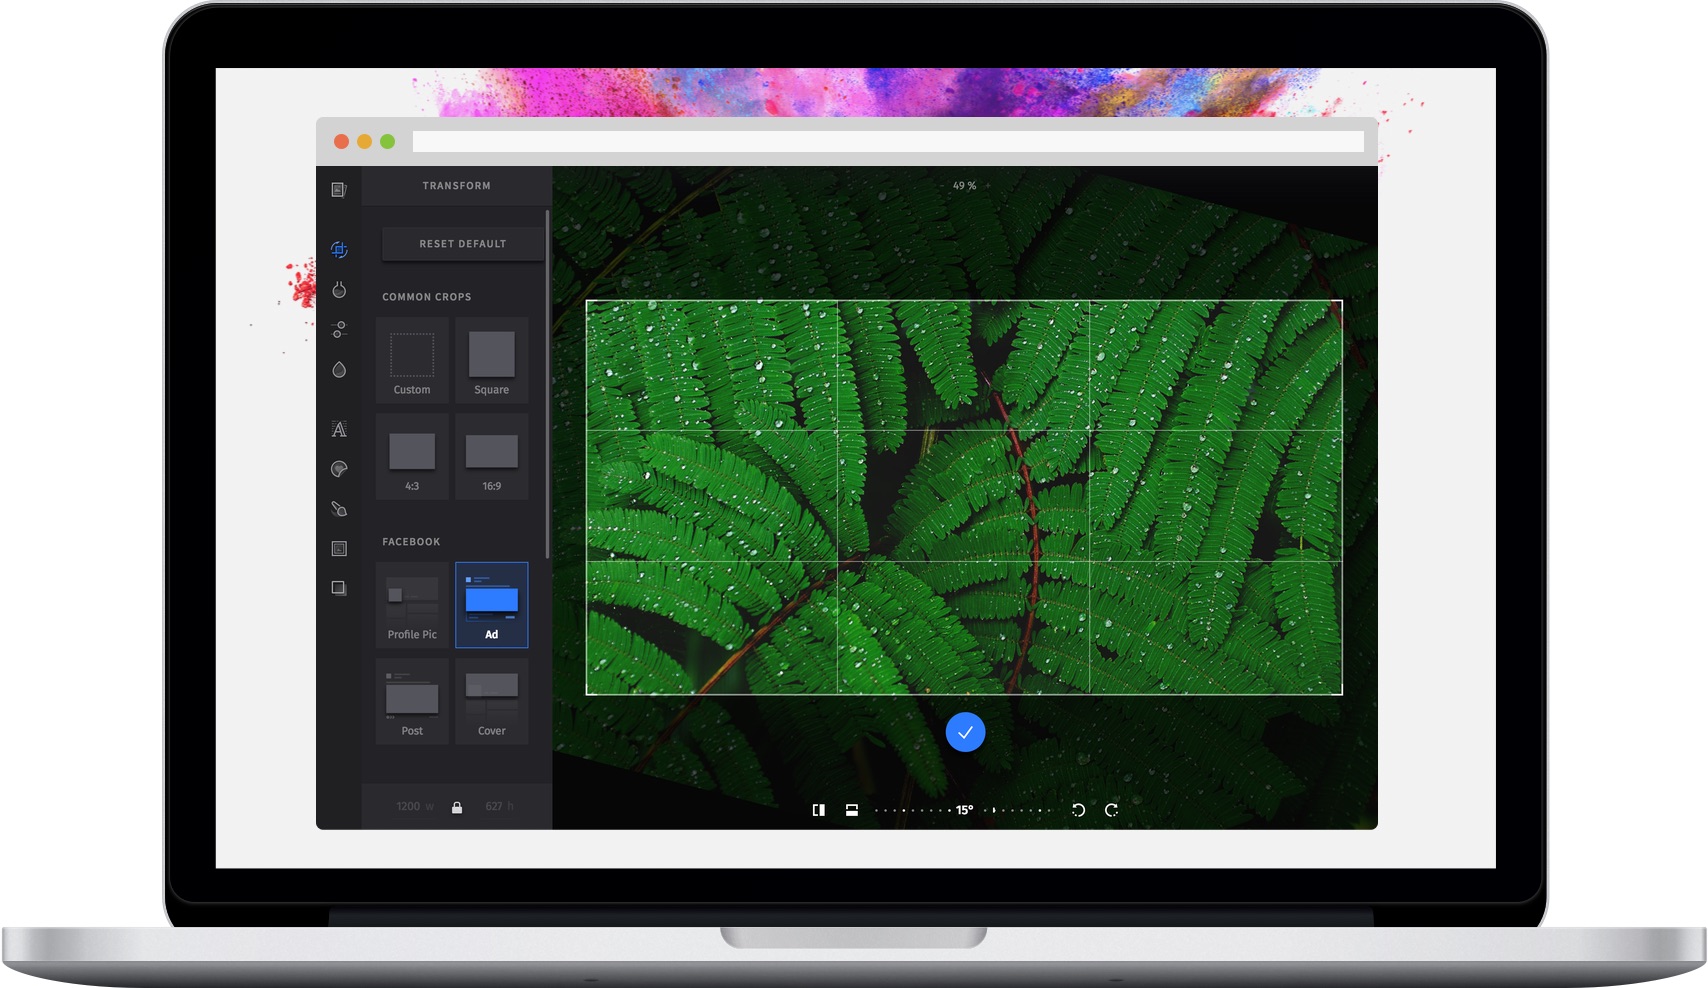 TRANSFORM
49 %
RESET DEFAULT
COMMON CROPS
Custom Square
4:3 16:9
FACEBOOK
Profile Pic Ad
Post Cover
1200 w 627 h
15°